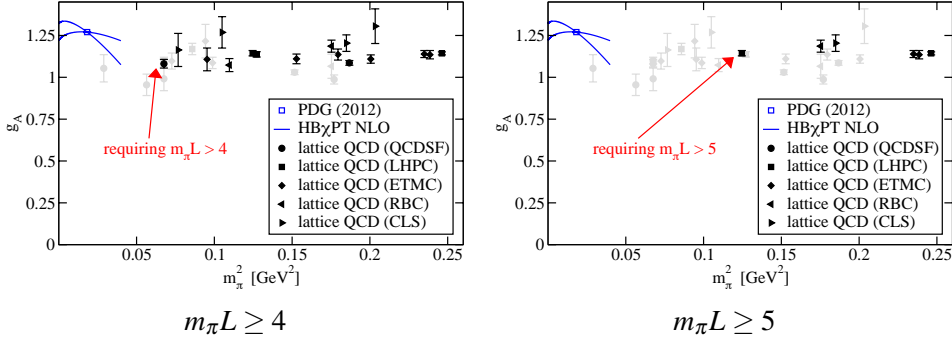 1.25
1
0.75
0.5
0.25
0
g_A
0
0.05
0.1
0.15
0.2
0.25
m_π^2 [GeV^2]
requiring m_πL > 4
PDG (2012)
HBχPT NLO
lattice QCD (QCDSF)
lattice QCD (LHPC)
lattice QCD (ETMC)
lattice QCD (RBC)
lattice QCD (CLS)
m_πL ≥ 4
1.25
1
0.75
0.5
0.25
0
g_A
0
0.05
0.1
0.15
0.2
0.25
m_π^2 [GeV^2]
requiring m_πL > 5
PDG (2012)
HBχPT NLO
lattice QCD (QCDSF)
lattice QCD (LHPC)
lattice QCD (ETMC)
lattice QCD (RBC)
lattice QCD (CLS)
m_πL ≥ 5